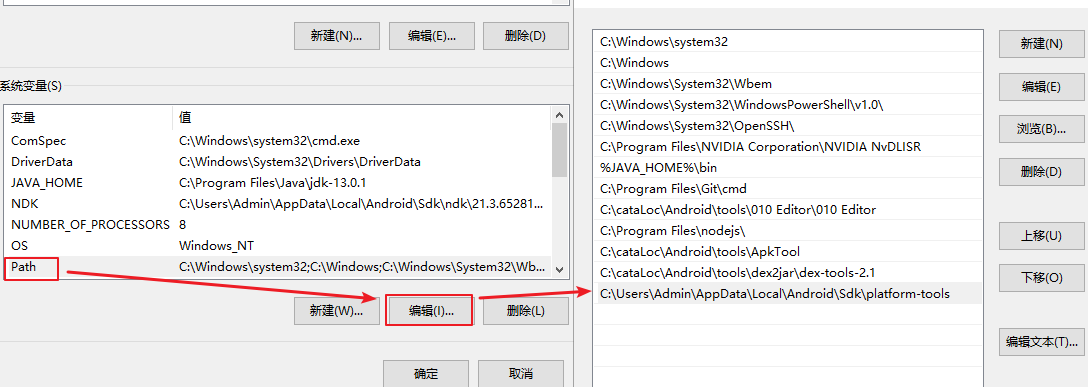 新建(N)...
编辑(E)...
删除(D)
系统变量(S)
变量 值
ComSpec C:\Windows\system32\cmd.exe
DriverData C:\Windows\System32\Drivers\DriverData
JAVA_HOME C:\Program Files\Java\jdk-13.0.1
NDK C:\Users\Admin\AppData\Local\Android\Sdk\ndk\21.3.65281...
NUMBER_OF_PROCESSORS 8
OS Windows_NT
Path C:\Windows\system32;C:\Windows;C:\Windows\System32\Wb...
新建(W)...
编辑(I)...
删除(L)
确定
取消
C:\Windows\system32
C:\Windows
C:\Windows\System32\Wbem
C:\Windows\System32\WindowsPowerShell\v1.0\
C:\Windows\System32\OpenSSH\
C:\Program Files\NVIDIA Corporation\NVIDIA NvDLISR
%JAVA_HOME%\bin
C:\Program Files\Git\cmd
C:\cataLoc\Android\tools\010 Editor\010 Editor
C:\Program Files\nodejs\
C:\cataLoc\Android\tools\ApkTool
C:\cataLoc\Android\tools\dex2jar\dex-tools-2.1
C:\Users\Admin\AppData\Local\Android\Sdk\platform-tools
新建(N)
编辑(E)
浏览(B)...
删除(D)
上移(U)
下移(O)
编辑文本(T)...